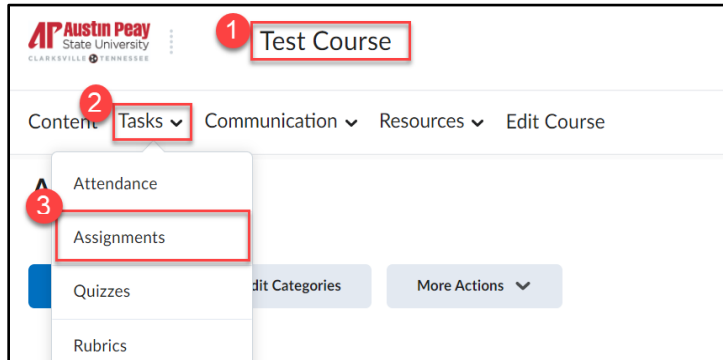 AP Austin Peay
State University
CLARKSVILLE TENNESSEE
1
Test Course
2
Content Tasks Communication Resources Edit Course
Attendance
3
Assignments
Quizzes
dit Categories
More Actions
Rubrics